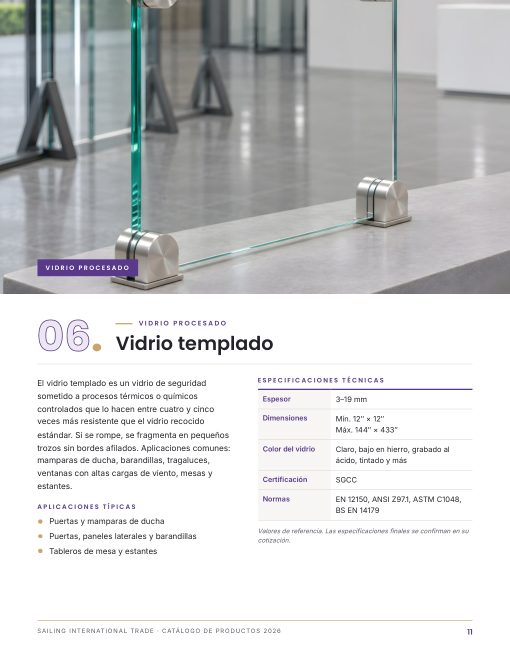 VIDRIO PROCESADO
06.
VIDRIO PROCESADO
Vidrio templado
El vidrio templado es un vidrio de seguridad
sometido a procesos térmicos o químicos
controlados que lo hacen entre cuatro y cinco
veces más resistente que el vidrio recocido
estándar. Si se rompe, se fragmenta en pequeños
trozos sin bordes afilados. Aplicaciones comunes:
mamparas de ducha, barandillas, tragaluces,
ventanas con altas cargas de viento, mesas y
estantes.
APLICACIONES TÍPICAS
Puertas y mamparas de ducha
Puertas, paneles laterales y barandillas
Tableros de mesa y estantes
ESPECIFICACIONES TÉCNICAS
Espesor 3–19 mm
Dimensiones Mín. 12" × 12"
Máx. 144" × 433"
Color del vidrio Claro, bajo en hierro, grabado al
ácido, tintado y más
Certificación SGCC
Normas EN 12150, ANSI Z97.1, ASTM C1048,
BS EN 14179
Valores de referencia. Las especificaciones finales se confirman en su
cotización.
SAILING INTERNATIONAL TRADE · CATÁLOGO DE PRODUCTOS 2026
11